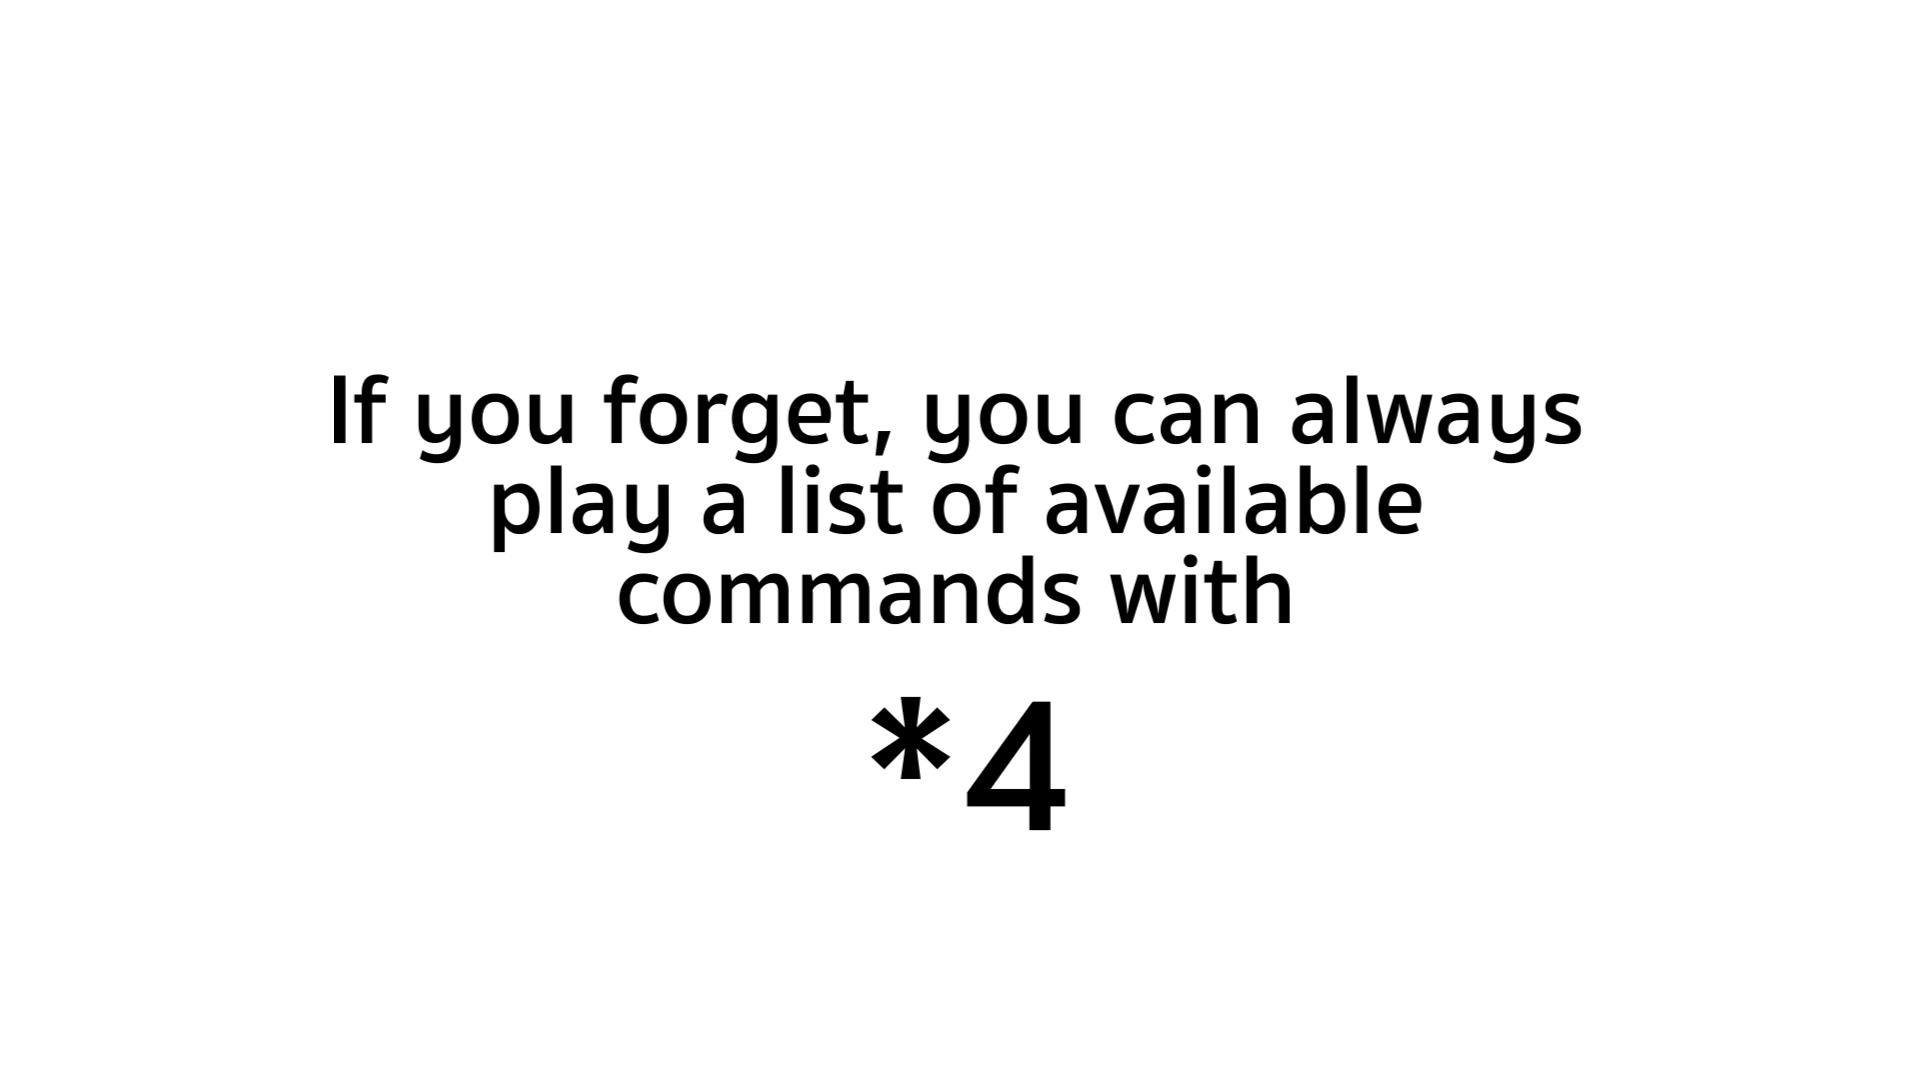 If you forget, you can always
play a list of available
commands with
*4